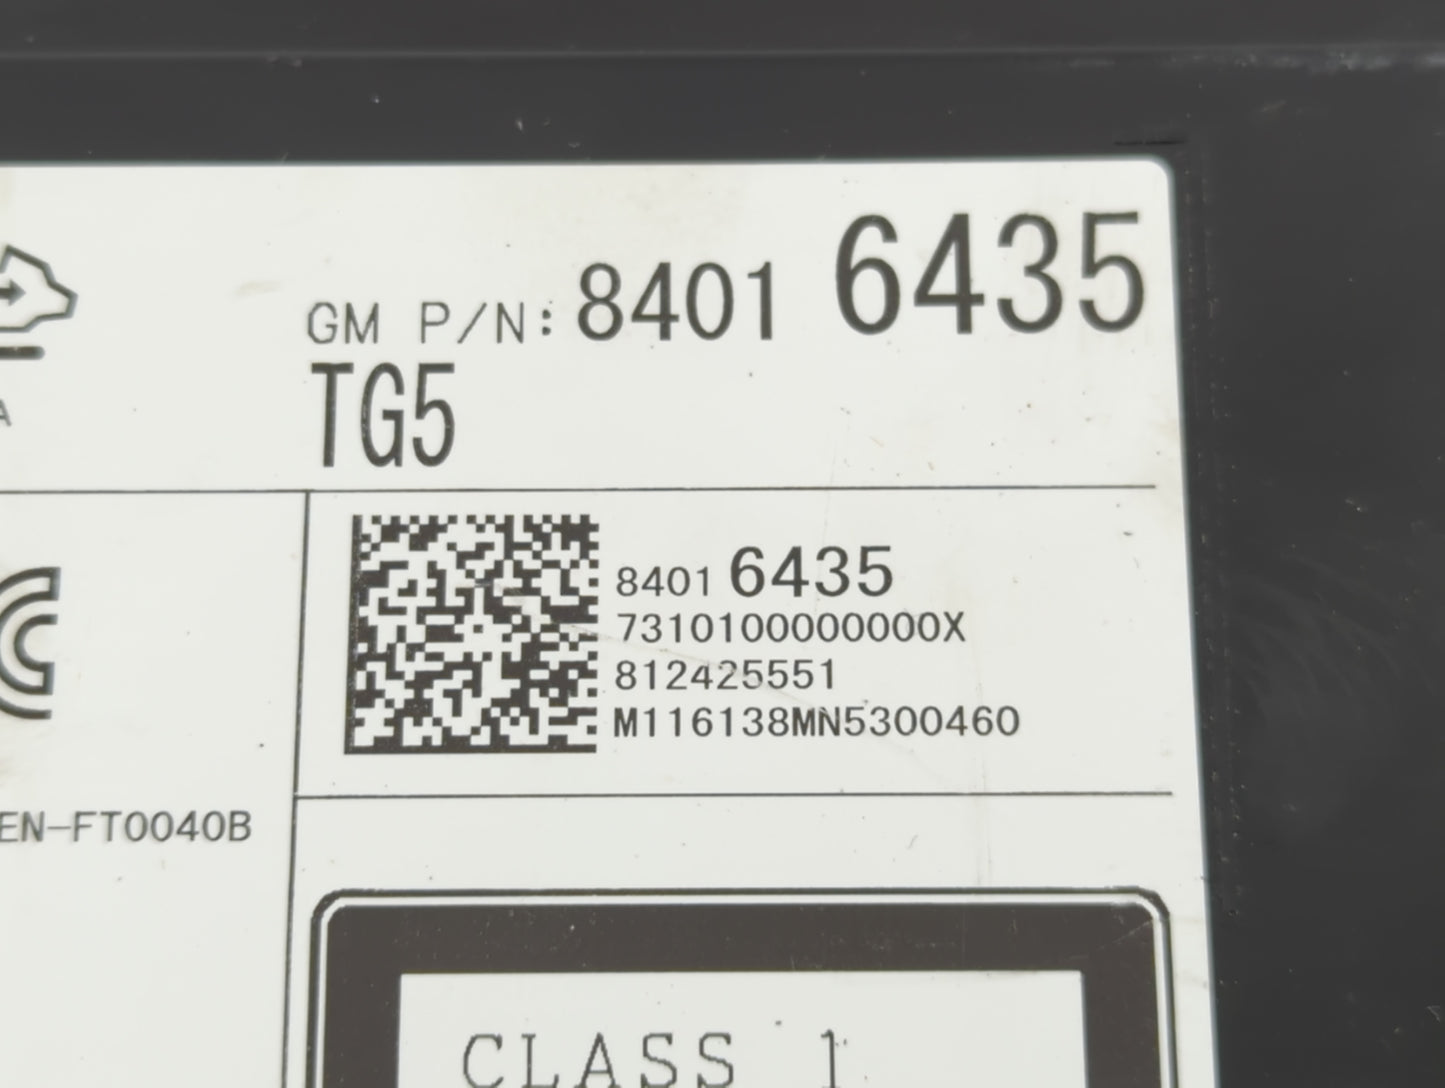 GM P/N: 8401 6435
TG5
A
8401 6435
7310100000000X
812425551
M116138MN5300460
EN-FT0040B
CLASS 1